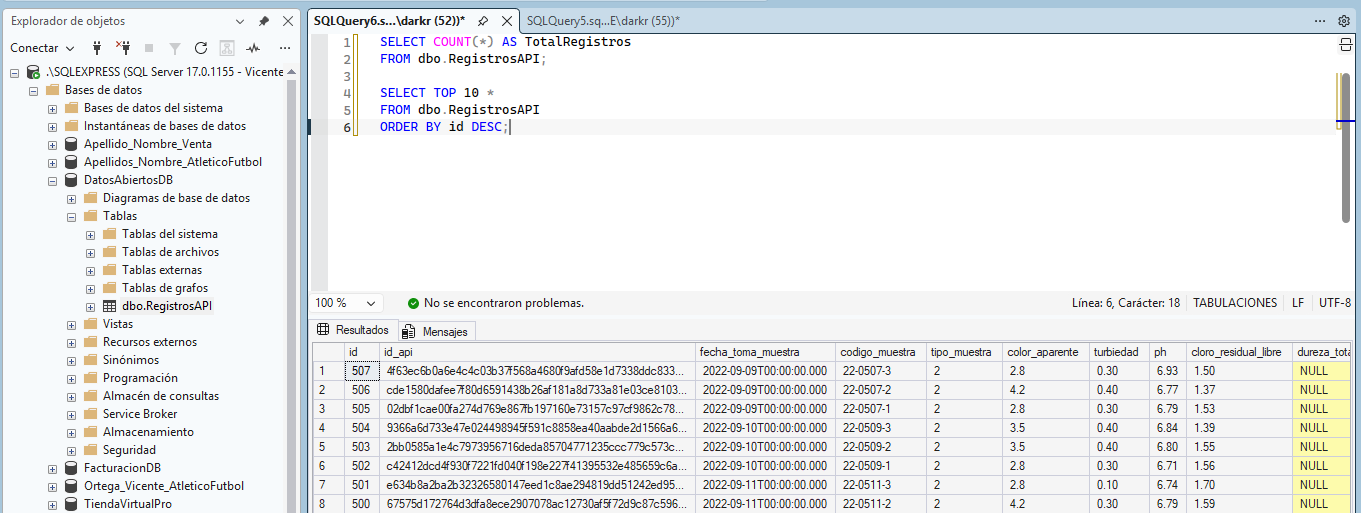 Explorador de objetos
Conectar
.\SQLEXPRESS (SQL Server 17.0.1155 - Vicente
Bases de datos
Bases de datos del sistema
Instantáneas de bases de datos
Apellido_Nombre_Venta
Apellidos_Nombre_AtleticoFutbol
DatosAbiertosDB
Diagramas de base de datos
Tablas
Tablas del sistema
Tablas de archivos
Tablas externas
Tablas de grafos
dbo.RegistrosAPI
Vistas
Recursos externos
Sinónimos
Programación
Almacén de consultas
Service Broker
Almacenamiento
Seguridad
FacturacionDB
Ortega_Vicente_AtleticoFutbol
TiendaVirtualPro
SQLQuery6.s...\darkr (52))* SQLQuery5.sq...E\darkr (55))*
1 SELECT COUNT(*) AS TotalRegistros
2 FROM dbo.RegistrosAPI;
3
4 SELECT TOP 10 *
5 FROM dbo.RegistrosAPI
6 ORDER BY id DESC;
100 % No se encontraron problemas. Línea: 6, Carácter: 18 TABULACIONES LF UTF-8
Resultados Mensajes
id id_api fecha_toma_muestra codigo_muestra tipo_muestra color_aparente turbiedad ph cloro_residual_libre dureza_tota
1 507 4f63ec6b0a6e4c4c03b37f568a4680f9afd58e1d7338ddc833... 2022-09-09T00:00:00.000 22-0507-3 2 2.8 0.30 6.93 1.50 NULL
2 506 cde1580dafee7f80d6591438b26af181a8d733a81e03ce8103... 2022-09-09T00:00:00.000 22-0507-2 2 4.2 0.40 6.77 1.37 NULL
3 505 02dbf1cae00fa274d769e867fb197160e73157c97cf9862c78... 2022-09-09T00:00:00.000 22-0507-1 2 2.8 0.30 6.79 1.53 NULL
4 504 9366a6d733e47e024498945f591c8858ea40aabde2d1566a6... 2022-09-10T00:00:00.000 22-0509-3 2 3.5 0.40 6.84 1.39 NULL
5 503 2bb0585a1e4c7973956716deda85704771235ccc779c573c... 2022-09-10T00:00:00.000 22-0509-2 2 3.5 0.40 6.80 1.55 NULL
6 502 c42412dcd4f930f7221fd040f198e227f41395532e485659c6a... 2022-09-10T00:00:00.000 22-0509-1 2 2.8 0.30 6.71 1.56 NULL
7 501 e634b8a2ba2b32326580147eed1c8ae294819dd51242ed95... 2022-09-11T00:00:00.000 22-0511-3 2 2.8 0.10 6.74 1.70 NULL
8 500 67575d172764d3dfa8ece2907078ac12730af5f72d9c87c596... 2022-09-11T00:00:00.000 22-0511-2 2 4.2 0.30 6.79 1.59 NULL